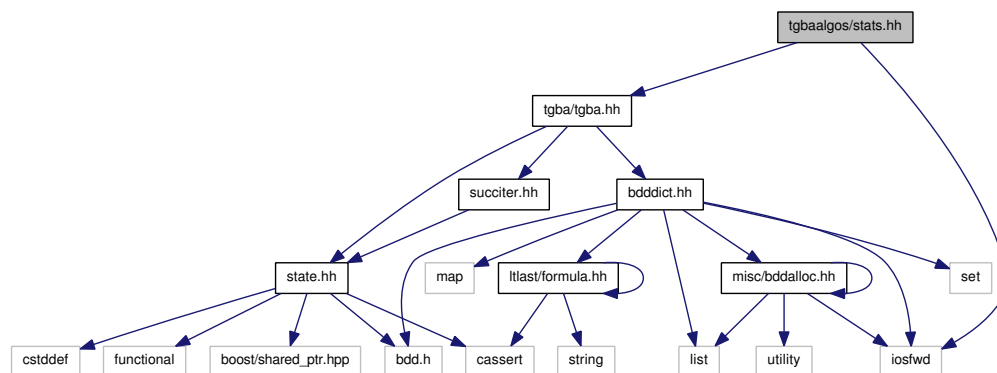 tgbaalgos/stats.hh
tgba/tgba.hh
succiter.hh
bdddict.hh
state.hh
map
ltlast/formula.hh
misc/bddalloc.hh
set
cstddef
functional
boost/shared_ptr.hpp
bdd.h
cassert
string
list
utility
iosfwd